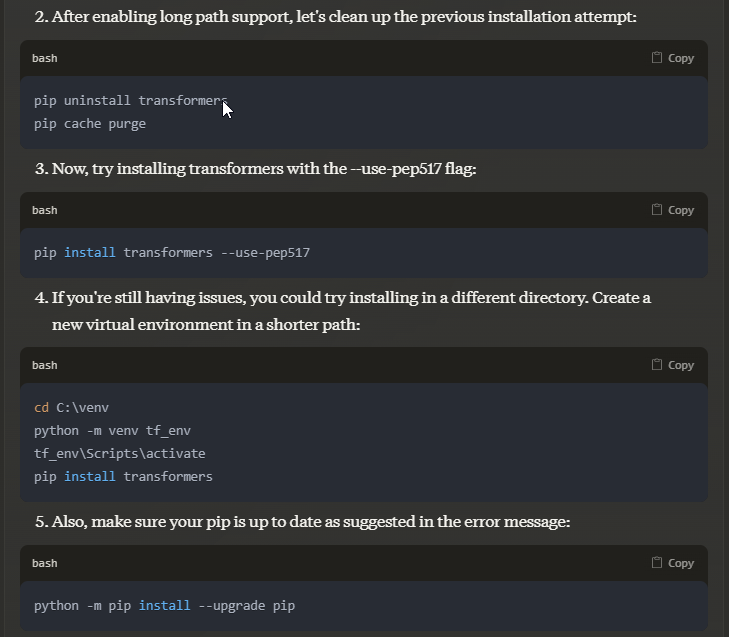 2. After enabling long path support, let's clean up the previous installation attempt:
bash
Copy
pip uninstall transformers
pip cache purge
3. Now, try installing transformers with the --use-pep517 flag:
bash
Copy
pip install transformers --use-pep517
4. If you're still having issues, you could try installing in a different directory. Create a
new virtual environment in a shorter path:
bash
Copy
cd C:\venv
python -m venv tf_env
tf_env\Scripts\activate
pip install transformers
5. Also, make sure your pip is up to date as suggested in the error message:
bash
Copy
python -m pip install --upgrade pip